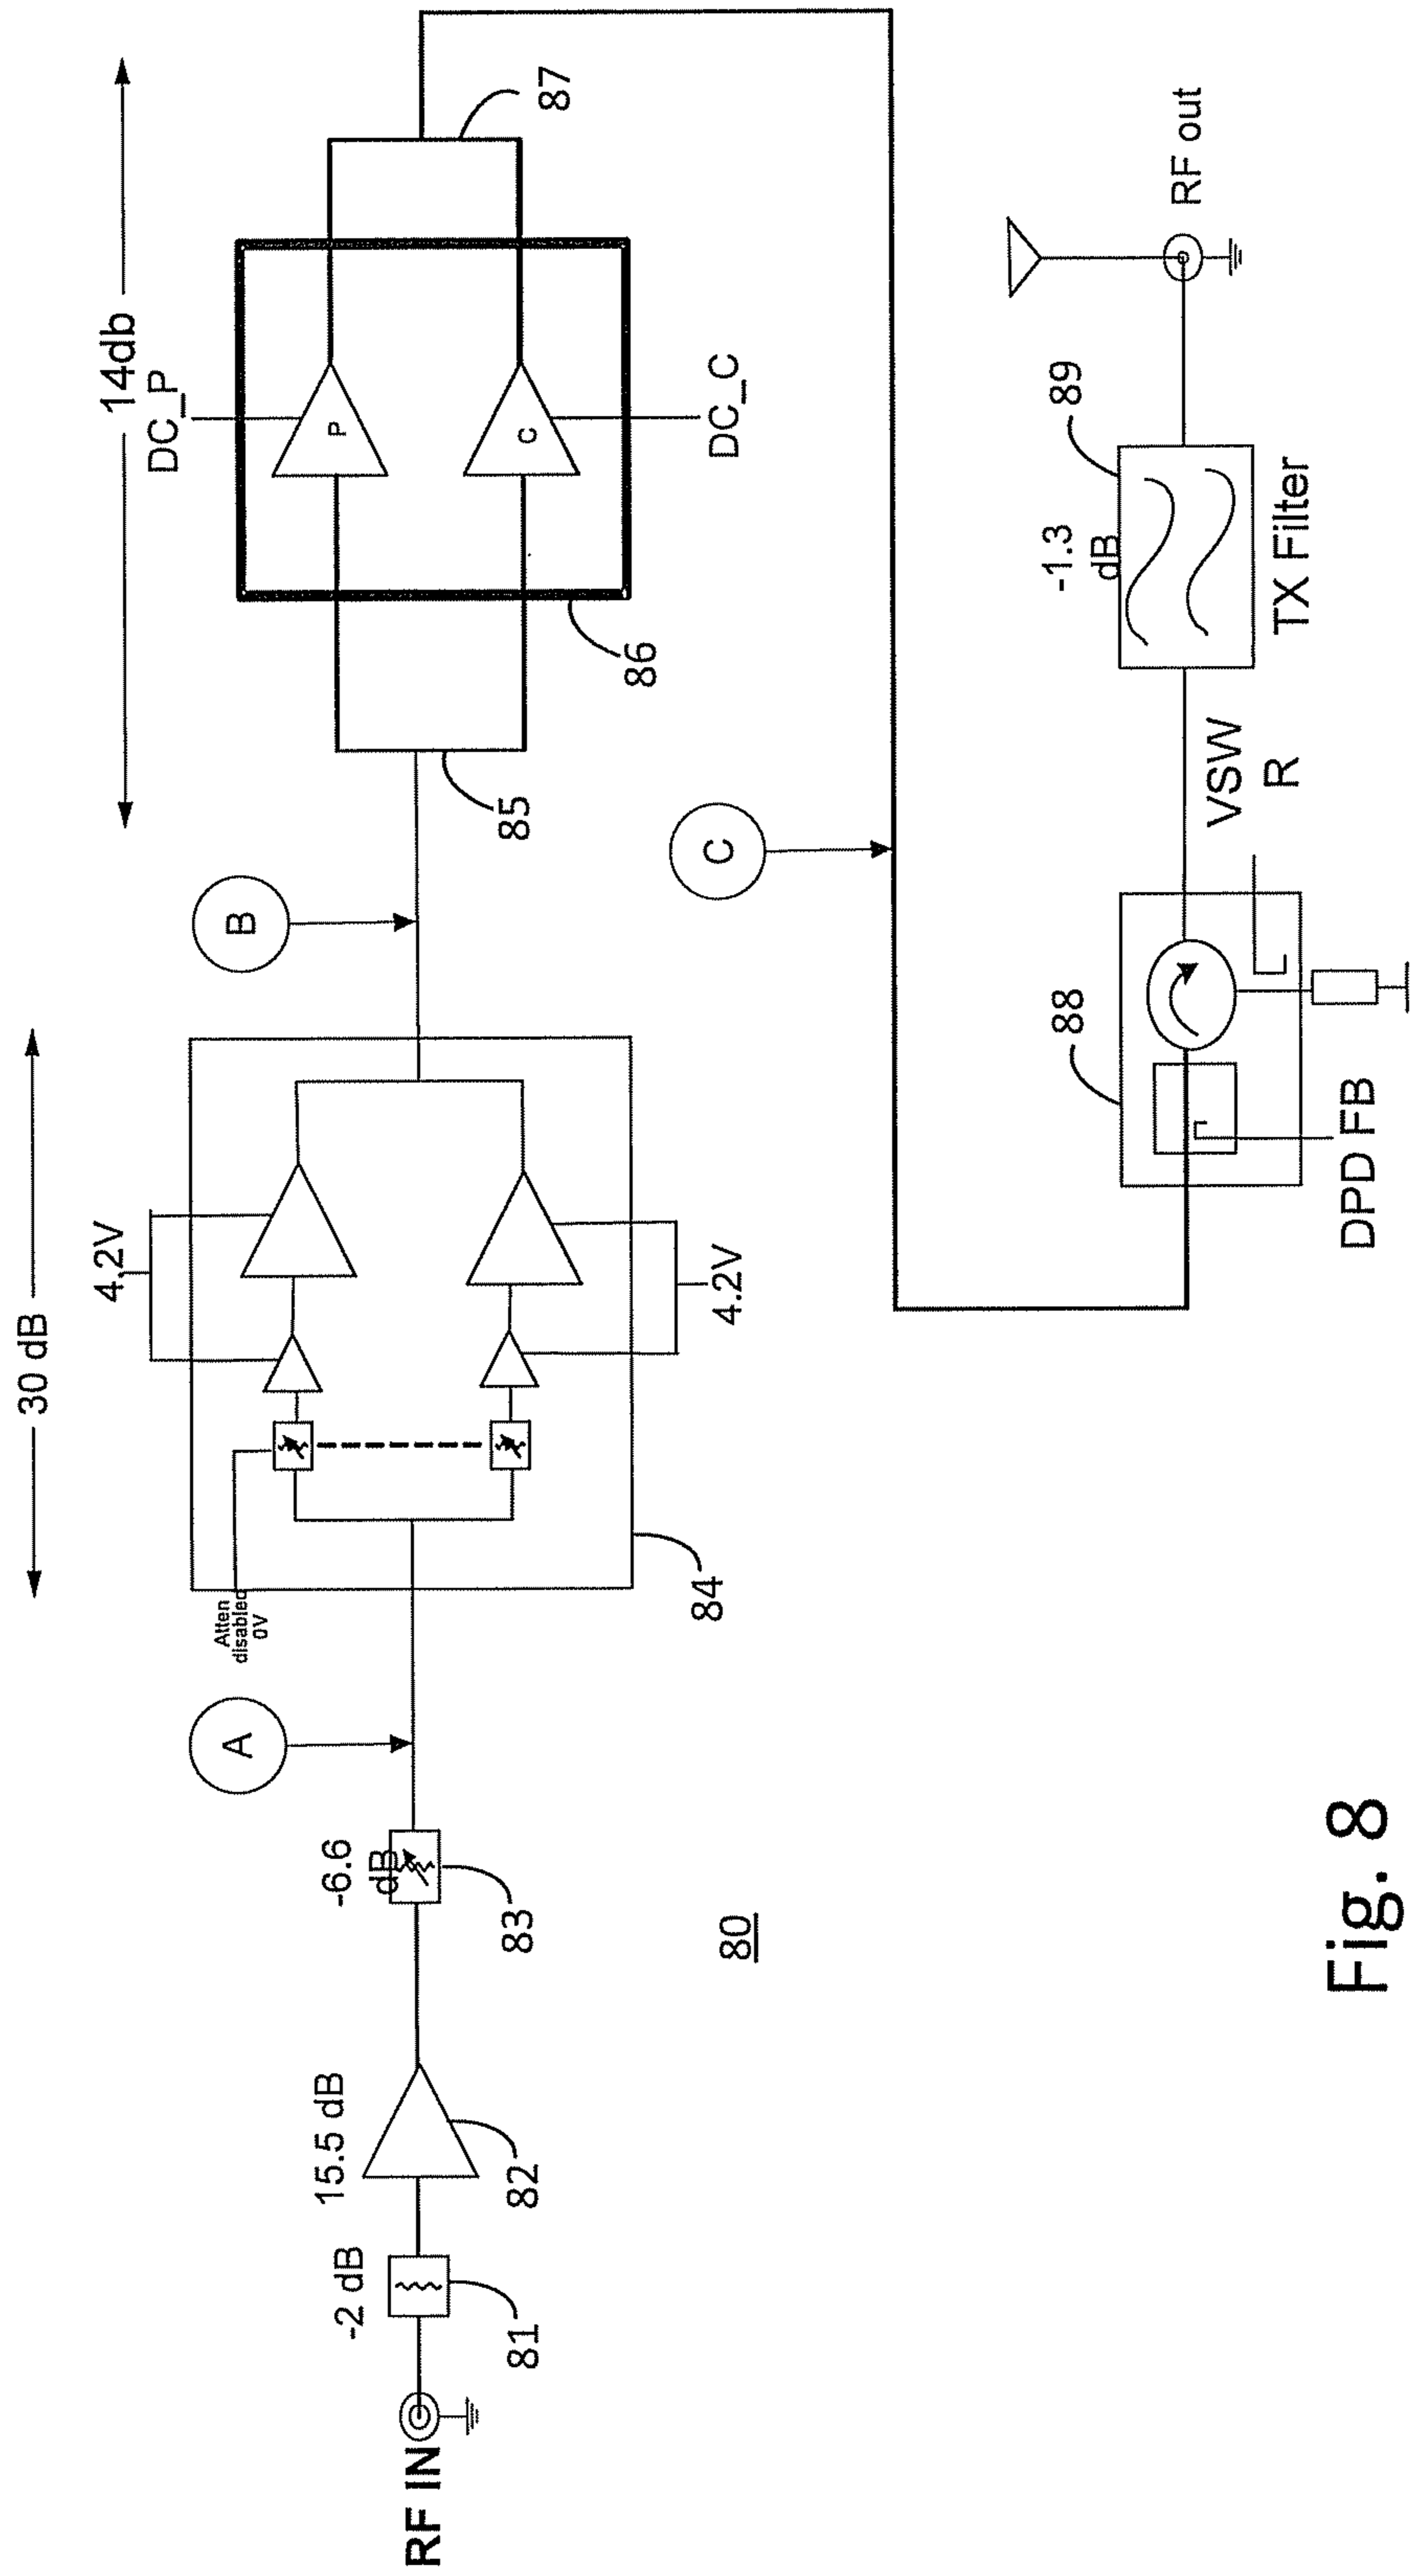 30 dB
14db
4.2V
DC_P
Atten
disabled
0V
A
B
P
C
-6.6
dB
15.5 dB
-2 dB
RF IN
81
82
83
84
85
86
87
4.2V
DC_C
C
80
88
89
-1.3
dB
RF out
VSW
R
TX Filter
DPD FB
Fig. 8